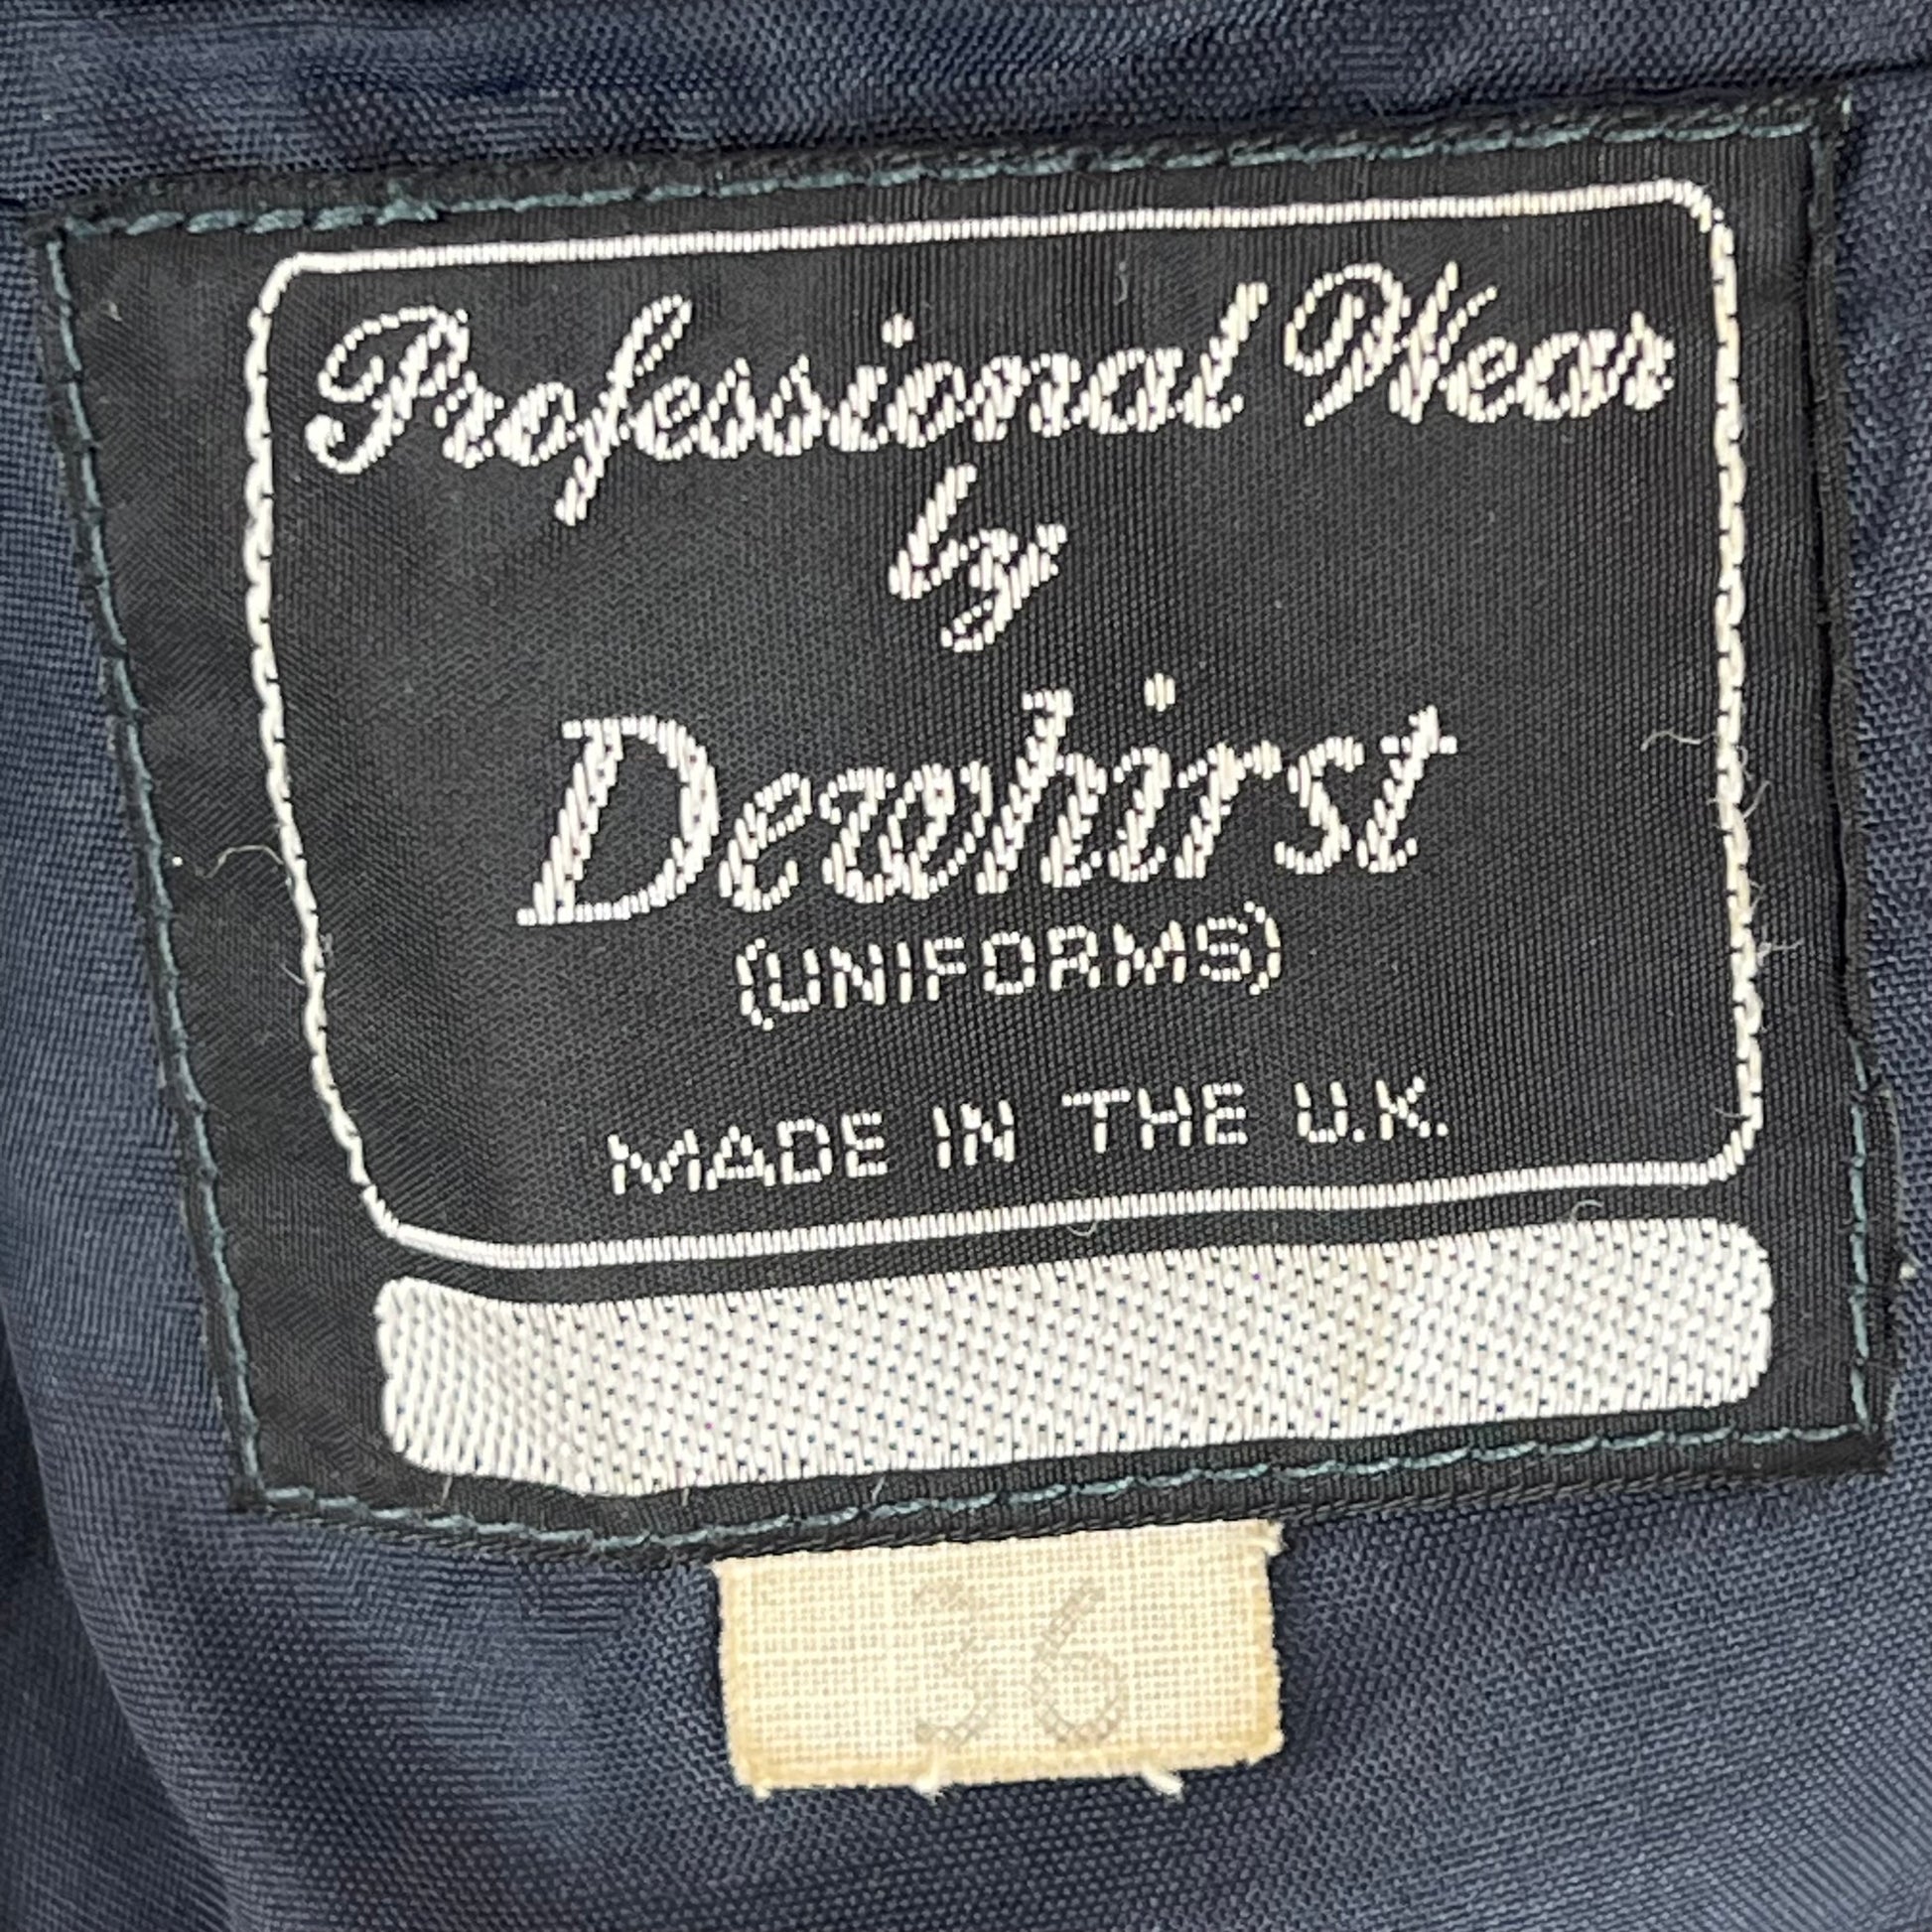 Professional Wear
by
Dewhirst
(UNIFORMS)
MADE IN THE U.K.
36